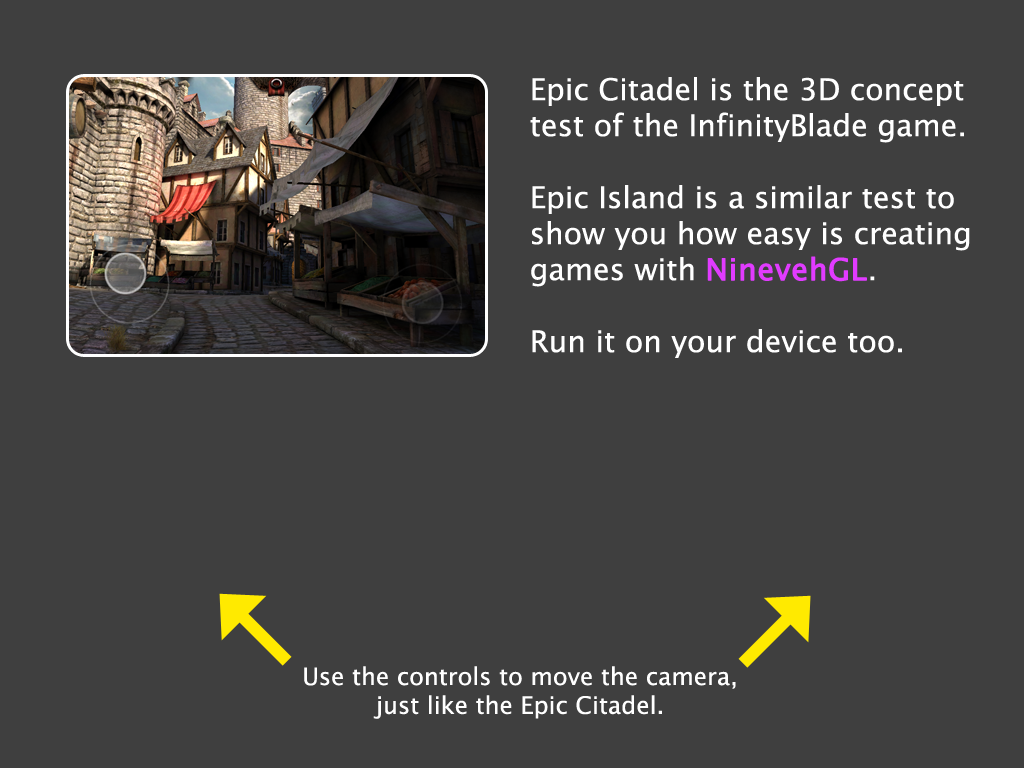 Epic Citadel is the 3D concept
test of the InfinityBlade game.
Epic Island is a similar test to
show you how easy is creating
games with NinevehGL.
Run it on your device too.
Use the controls to move the camera,
just like the Epic Citadel.